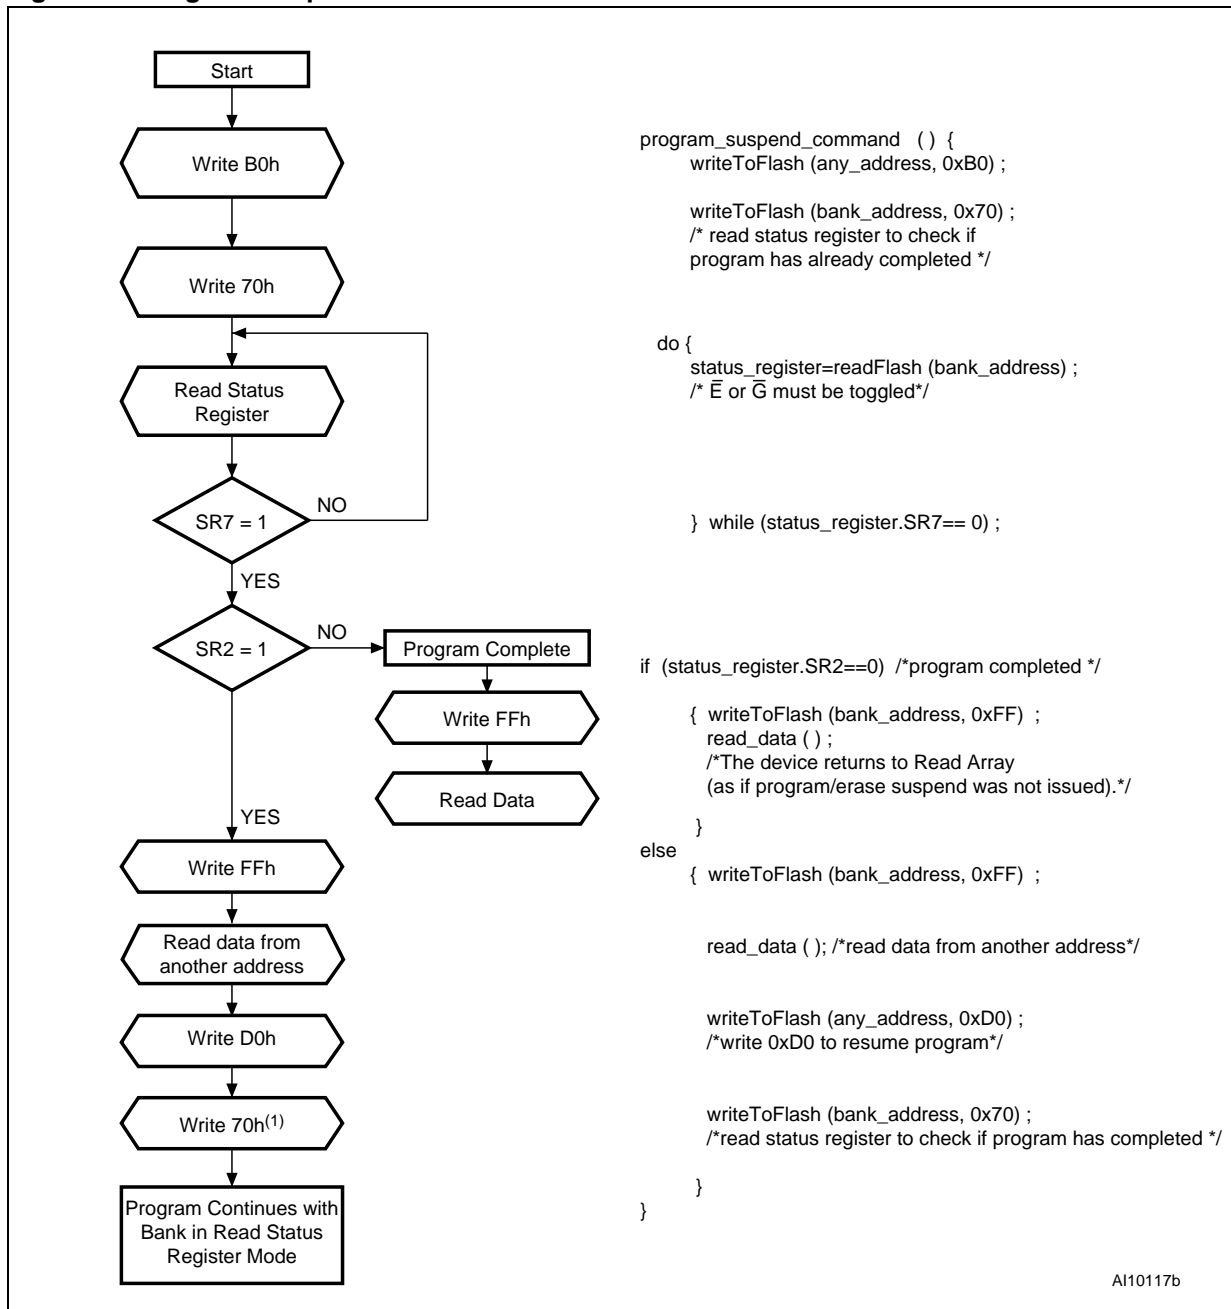 Start
Write B0h
Write 70h
Read Status
Register
SR7 = 1
NO
YES
SR2 = 1
NO
Program Complete
Write FFh
Read Data
YES
Write FFh
Read data from
another address
Write D0h
Write 70h(1)
Program Continues with
Bank in Read Status
Register Mode
program_suspend_command ( ) {
writeToFlash (any_address, 0xB0) ;
writeToFlash (bank_address, 0x70) ;
/* read status register to check if
program has already completed */
do {
status_register=readFlash (bank_address) ;
/* E̅ or G̅ must be toggled*/
} while (status_register.SR7== 0) ;
if (status_register.SR2==0) /*program completed */
{ writeToFlash (bank_address, 0xFF) ;
read_data ( ) ;
/*The device returns to Read Array
(as if program/erase suspend was not issued).*/
}
else
{ writeToFlash (bank_address, 0xFF) ;
read_data ( ); /*read data from another address*/
writeToFlash (any_address, 0xD0) ;
/*write 0xD0 to resume program*/
writeToFlash (bank_address, 0x70) ;
/*read status register to check if program has completed */
}
}
AI10117b